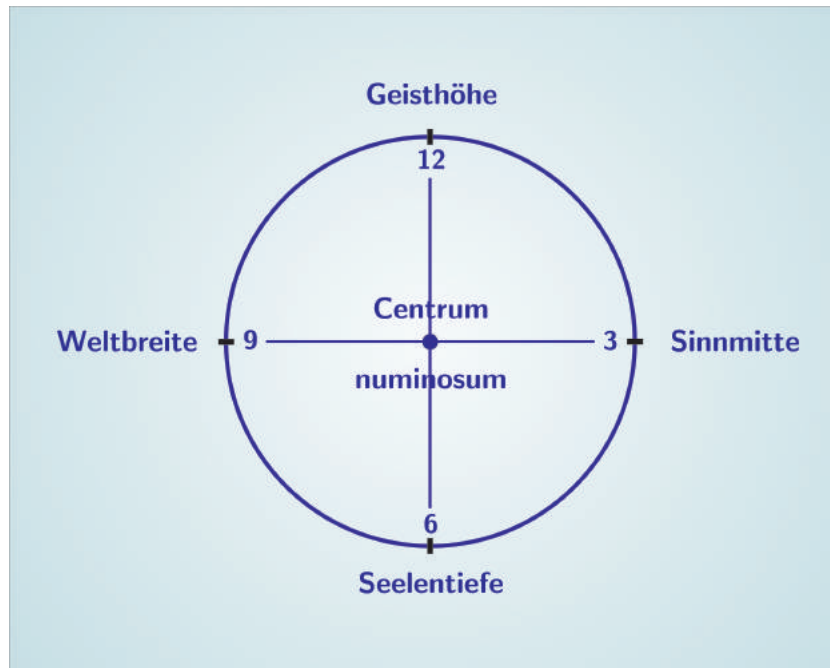 Geisthöhe
12
Centrum
Weltbreite 9 3 Sinnmitte
numinosum
6
Seelentiefe